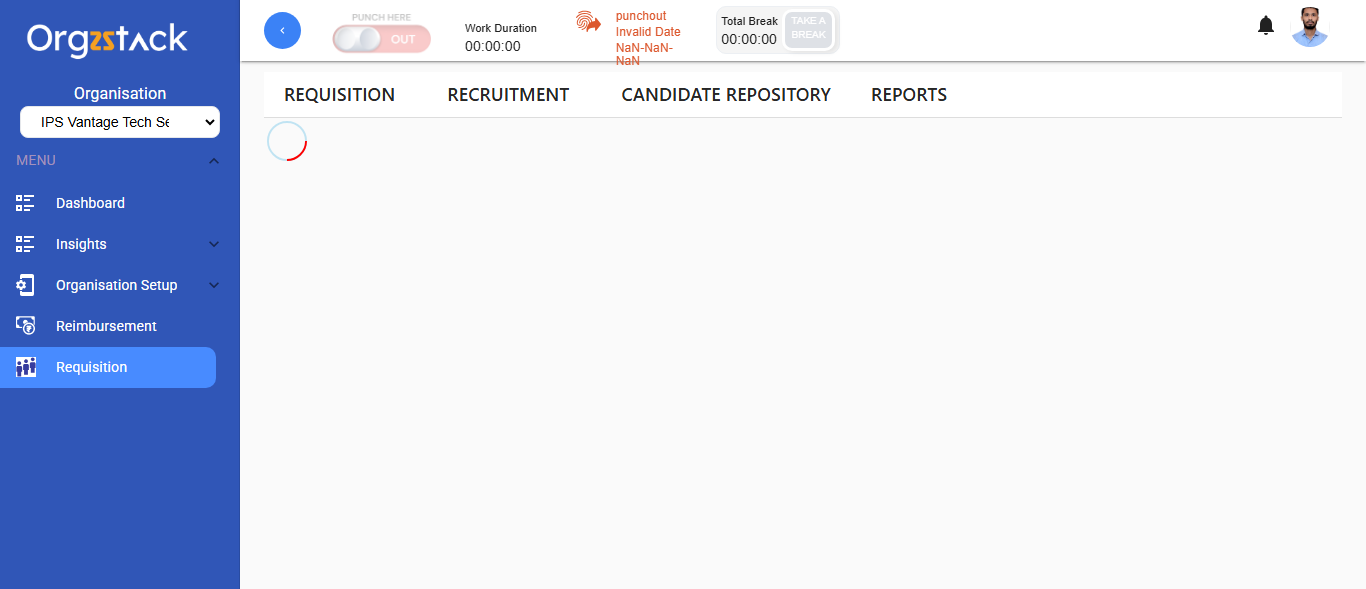 Orgzstack
Organisation
IPS Vantage Tech Se
MENU
Dashboard
Insights
Organisation Setup
Reimbursement
Requisition
PUNCH HERE
OUT
Work Duration
00:00:00
punchout
Invalid Date
NaN-NaN-
NaN
Total Break
00:00:00
TAKE A
BREAK
REQUISITION RECRUITMENT CANDIDATE REPOSITORY REPORTS